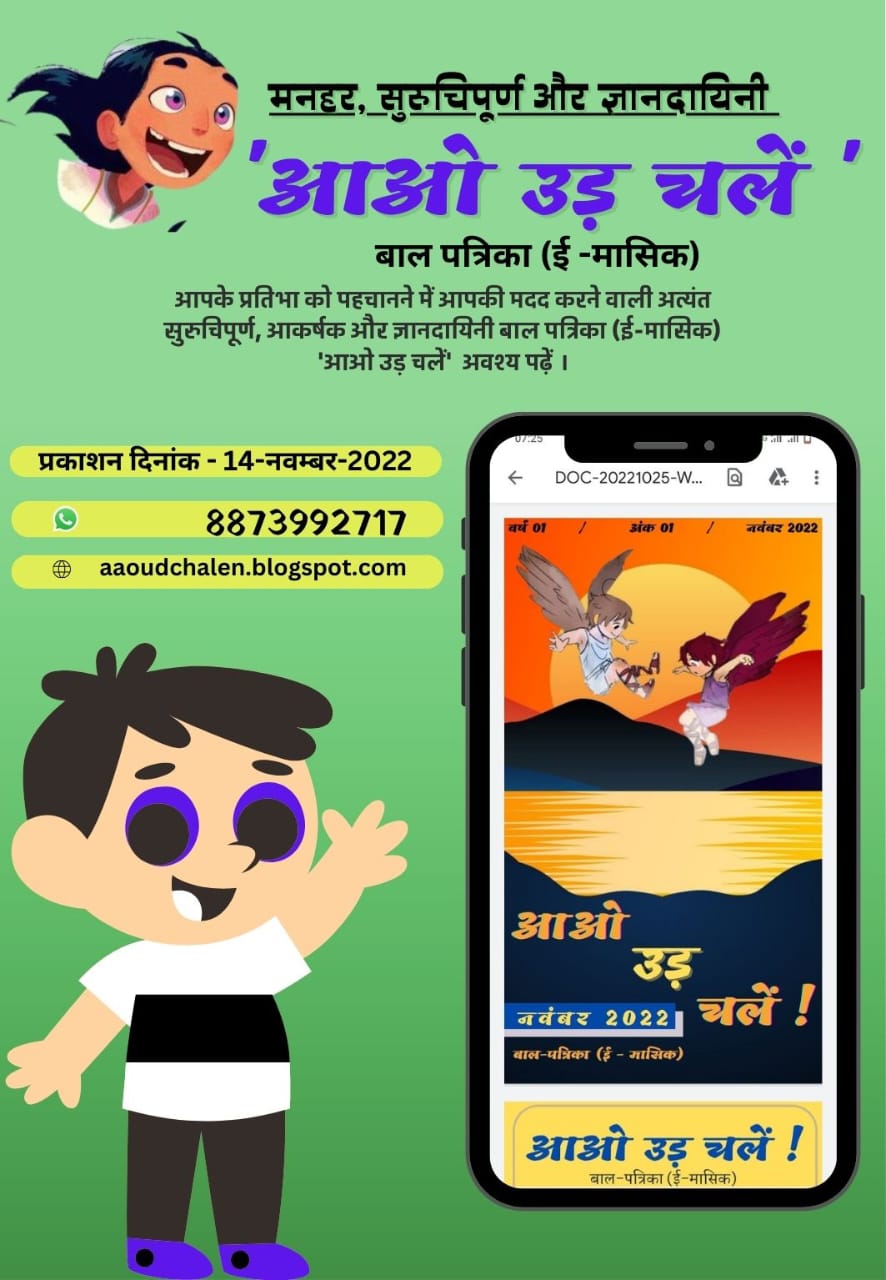 मनहर, सुरुचिपूर्ण और ज्ञानदायिनी
'आओ उड़ चलें '
बाल पत्रिका (ई -मासिक)
आपके प्रतिभा को पहचानने में आपकी मदद करने वाली अत्यंत
सुरुचिपूर्ण, आकर्षक और ज्ञानदायिनी बाल पत्रिका (ई-मासिक)
'आओ उड़ चलें' अवश्य पढ़ें ।
प्रकाशन दिनांक - 14-नवम्बर-2022
8873992717
aaoudchalen.blogspot.com
07:25
DOC-20221025-W...
वर्ष 01 / अंक 01 / नवंबर 2022
आओ
उड़
चलें !
नवंबर 2022
बाल-पत्रिका (ई - मासिक)
आओ उड़ चलें !
बाल-पत्रिका (ई-मासिक)